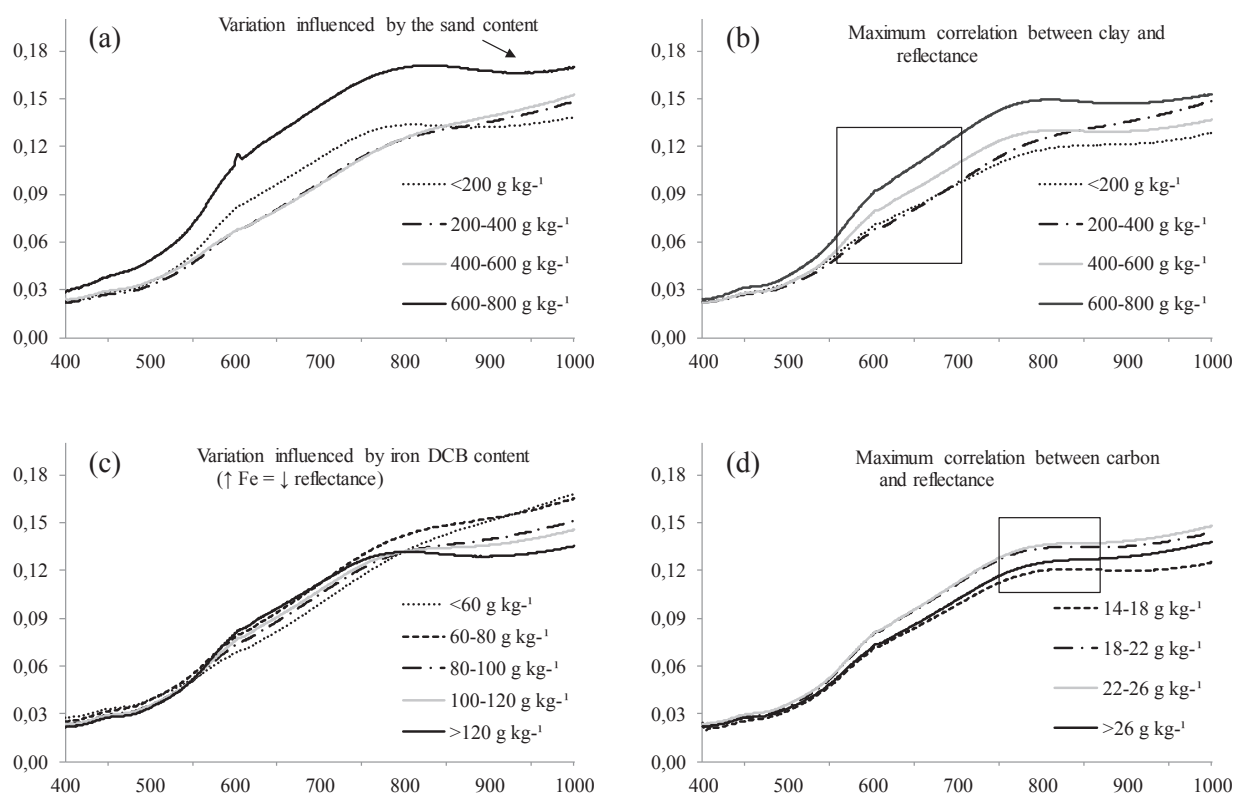 (a)
Variation influenced by the sand content
0,18
0,15
0,12
0,09
0,06
0,03
0,00
<200 g kg-¹
200-400 g kg-¹
400-600 g kg-¹
600-800 g kg-¹
400 500 600 700 800 900 1000
(b)
Maximum correlation between clay and
reflectance
0,18
0,15
0,12
0,09
0,06
0,03
0,00
<200 g kg-¹
200-400 g kg-¹
400-600 g kg-¹
600-800 g kg-¹
400 500 600 700 800 900 1000
(c)
Variation influenced by iron DCB content
(↑ Fe = ↓ reflectance)
0,18
0,15
0,12
0,09
0,06
0,03
0,00
<60 g kg-¹
60-80 g kg-¹
80-100 g kg-¹
100-120 g kg-¹
>120 g kg-¹
400 500 600 700 800 900 1000
(d)
Maximum correlation between carbon
and reflectance
0,18
0,15
0,12
0,09
0,06
0,03
0,00
14-18 g kg-¹
18-22 g kg-¹
22-26 g kg-¹
>26 g kg-¹
400 500 600 700 800 900 1000